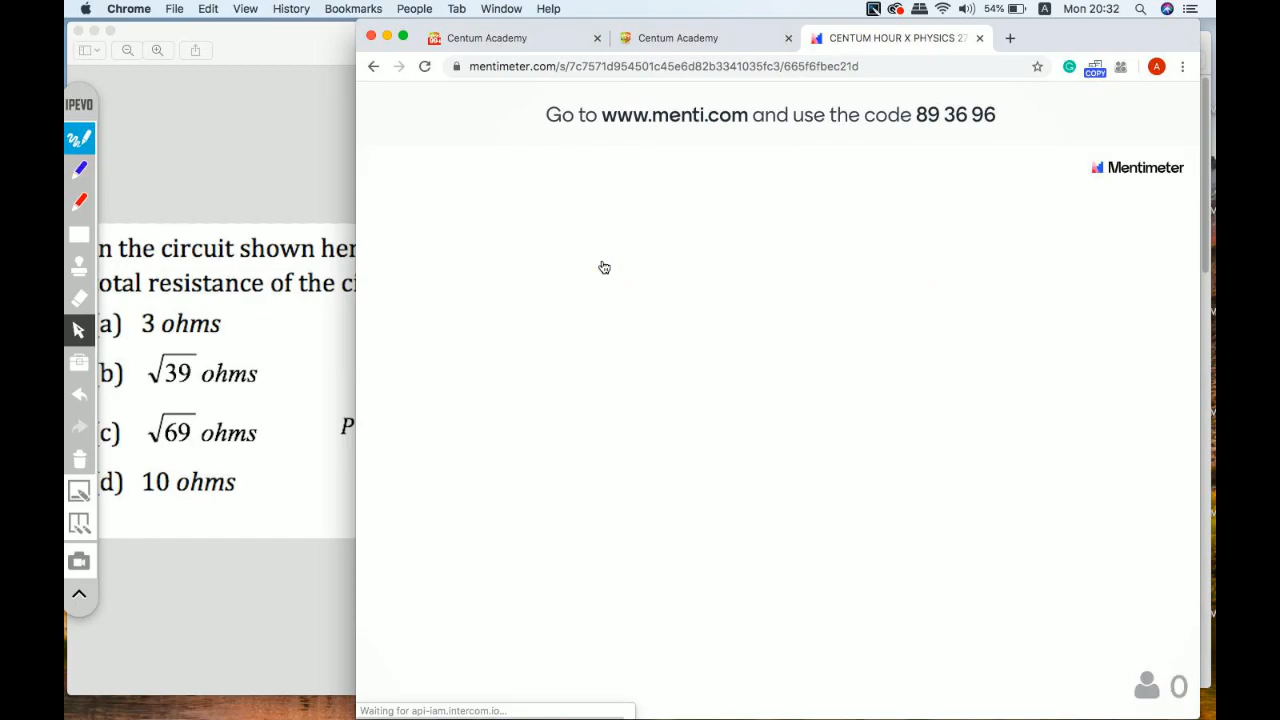 Chrome File Edit View History Bookmarks People Tab Window Help 54% A Mon 20:32
Centum Academy Centum Academy CENTUM HOUR X PHYSICS 27
mentimeter.com/s/7c7571d954501c45e6d82b3341035fc3/665f6fbec21d COPY A
IPEVO
Go to www.menti.com and use the code 89 36 96
Mentimeter
n the circuit shown her
otal resistance of the ci
a) 3 ohms
b) √39 ohms
c) √69 ohms
P
d) 10 ohms
0
Waiting for api-iam.intercom.io...